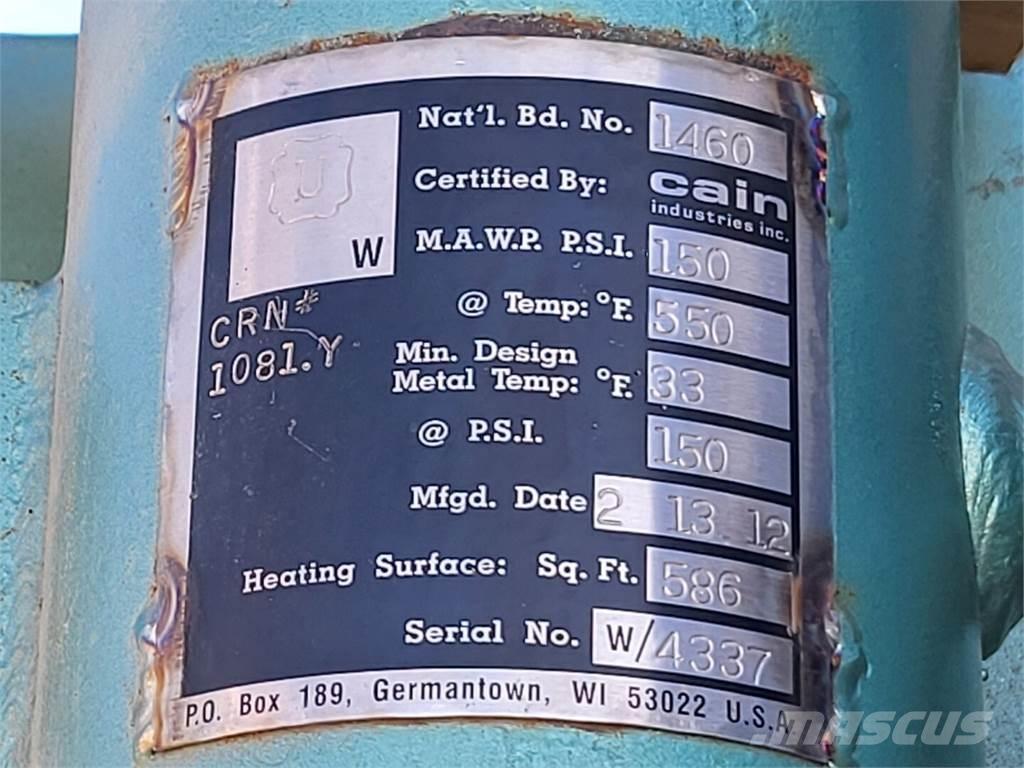 Nat'l. Bd. No. 1460
U
W
Certified By: cain
industries inc.
M.A.W.P. P.S.I. 150
@ Temp: °F. 550
CRN#
1081.Y
Min. Design
Metal Temp: °F. 33
@ P.S.I. 150
Mfgd. Date 2 13 12
Heating Surface: Sq. Ft. 586
Serial No. W/4337
P.O. Box 189, Germantown, WI 53022 U.S.A
MASCUS